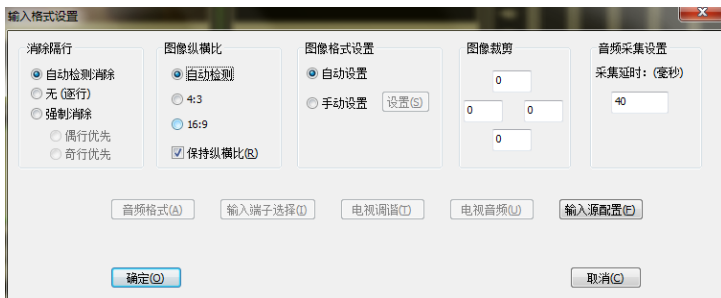 输入格式设置
消除隔行
自动检测消除
无(逐行)
强制消除
偶行优先
奇行优先
图像纵横比
自动检测
4:3
16:9
保持纵横比(R)
图像格式设置
自动设置
手动设置 设置(S)
图像裁剪
0
0 0
0
音频采集设置
采集延时：(毫秒)
40
音频格式(A) 输入端子选择(I) 电视调谐(T) 电视音频(U) 输入源配置(F)
确定(O) 取消(C)